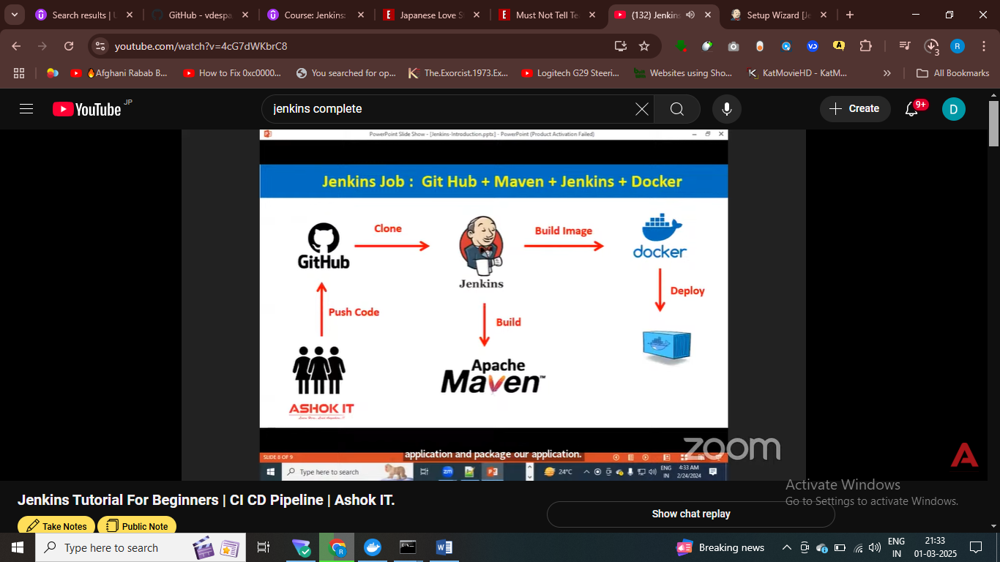 Search results | U
GitHub - vdespa
Course: Jenkins:
Japanese Love S
Must Not Tell Te
(132) Jenkins
Setup Wizard [Je
youtube.com/watch?v=4cG7dWKbrC8
3
R
🔥Afghani Rabab B...
How to Fix 0xc0000...
You searched for op...
The.Exorcist.1973.Ex...
Logitech G29 Steeri...
Websites using Sho...
KatMovieHD - KatM...
All Bookmarks
YouTube JP
jenkins complete
Create
9+
D
PowerPoint Slide Show - [Jenkins-Introduction.pptx] - PowerPoint (Product Activation Failed)
Jenkins Job : Git Hub + Maven + Jenkins + Docker
Clone
Build Image
GitHub
Jenkins
docker
Push Code
Build
Deploy
Apache
Maven™
ASHOK IT
application and package our application.
zoom
SLIDE 8 OF 9
Type here to search
24°C
ENG
IN
4:33 AM
2/24/2024
Activate Windows
Go to Settings to activate Windows.
Jenkins Tutorial For Beginners | CI CD Pipeline | Ashok IT.
Show chat replay
Take Notes
Public Note
Type here to search
Breaking news
ENG
IN
21:33
01-03-2025